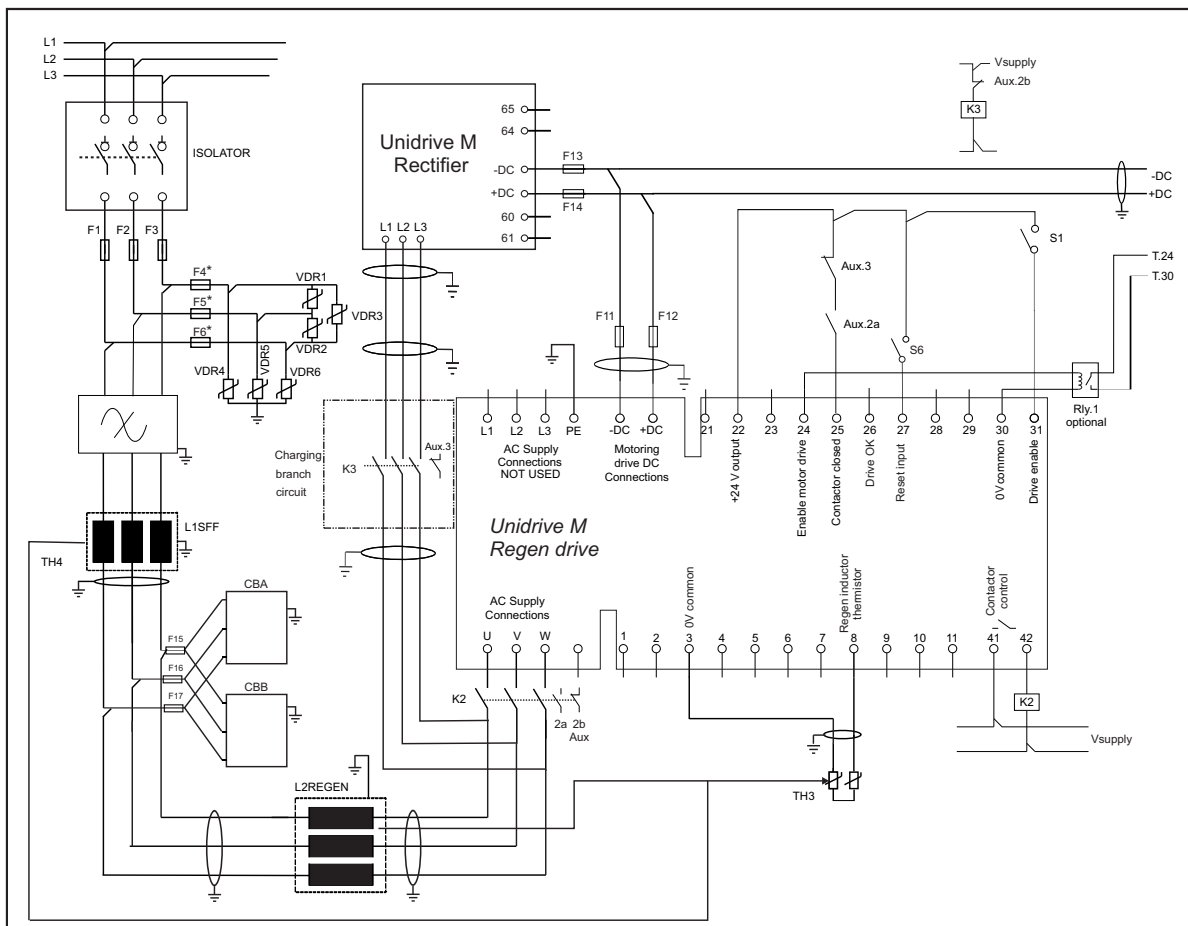 L1
L2
L3
ISOLATOR
F1 F2 F3
F4*
F5*
F6*
VDR1
VDR3
VDR2
VDR4
VDR5
VDR6
Unidrive M
Rectifier
65
64
-DC
+DC
60
61
L1 L2 L3
F13
F14
Vsupply
Aux.2b
K3
-DC
+DC
S1
T.24
T.30
Aux.3
Aux.2a
S6
F11
F12
Rly.1
optional
Charging
branch
circuit
K3
Aux.3
L1 L2 L3 PE
AC Supply
Connections
NOT USED
-DC +DC
Motoring
drive DC
Connections
21 22 23 24 25 26 27 28 29 30 31
+24 V output
Enable motor drive
Contactor closed
Drive OK
Reset input
0V common
Drive enable
Unidrive M
Regen drive
L1SFF
TH4
CBA
F15
F16
F17
CBB
AC Supply
Connections
U V W
0V common
Regen inductor
thermistor
Contactor
control
1 2 3 4 5 6 7 8 9 10 11 41 42
K2
2a 2b
Aux
K2
Vsupply
L2REGEN
TH3